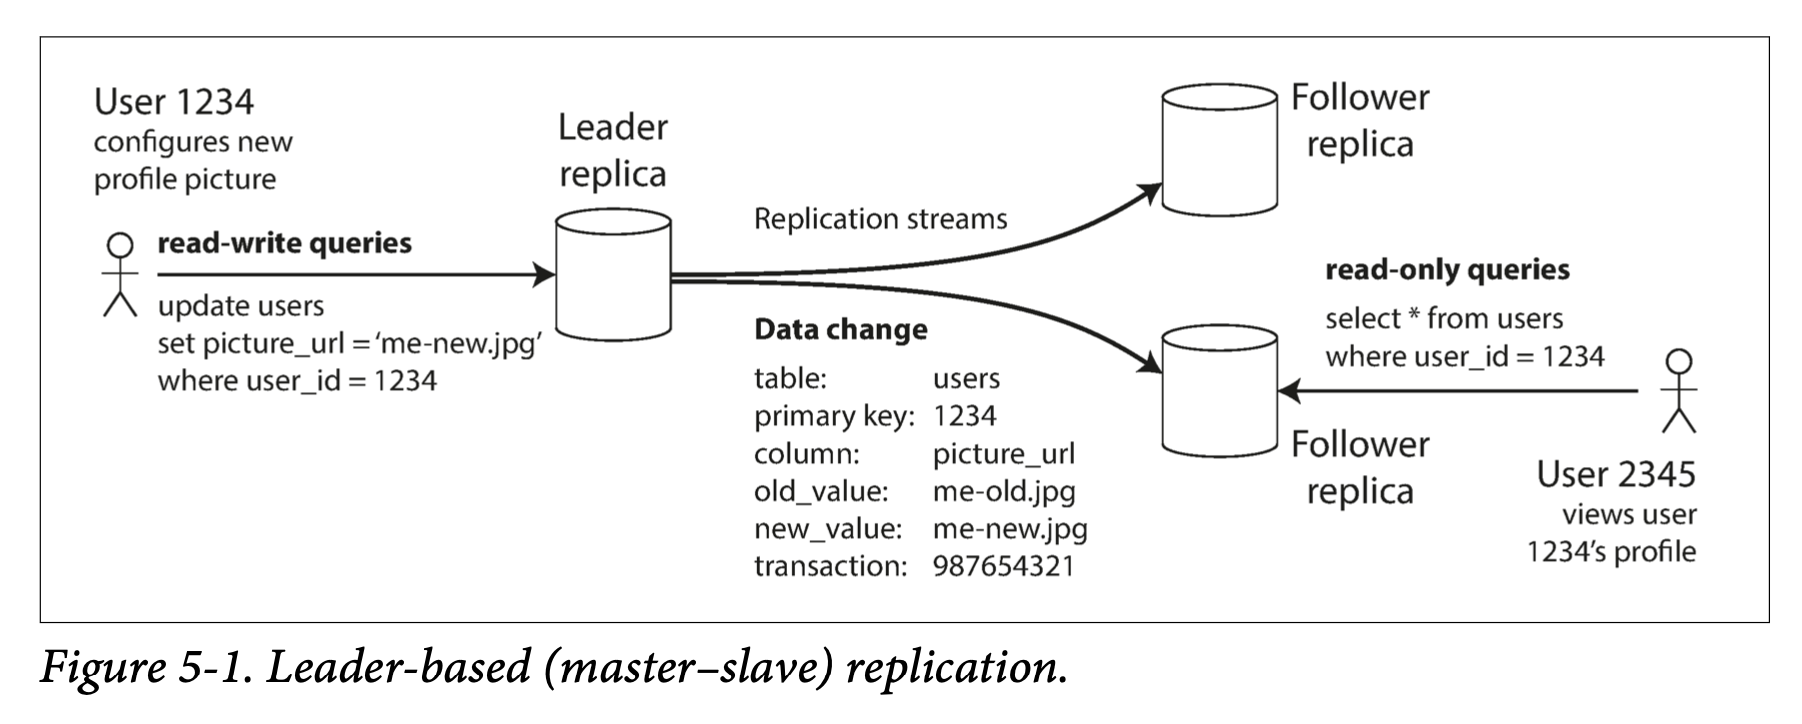 User 1234
configures new
profile picture
read-write queries
update users
set picture_url = ‘me-new.jpg’
where user_id = 1234
Leader
replica
Replication streams
Data change
table: users
primary key: 1234
column: picture_url
old_value: me-old.jpg
new_value: me-new.jpg
transaction: 987654321
Follower
replica
read-only queries
select * from users
where user_id = 1234
Follower
replica
User 2345
views user
1234’s profile
Figure 5-1. Leader-based (master–slave) replication.